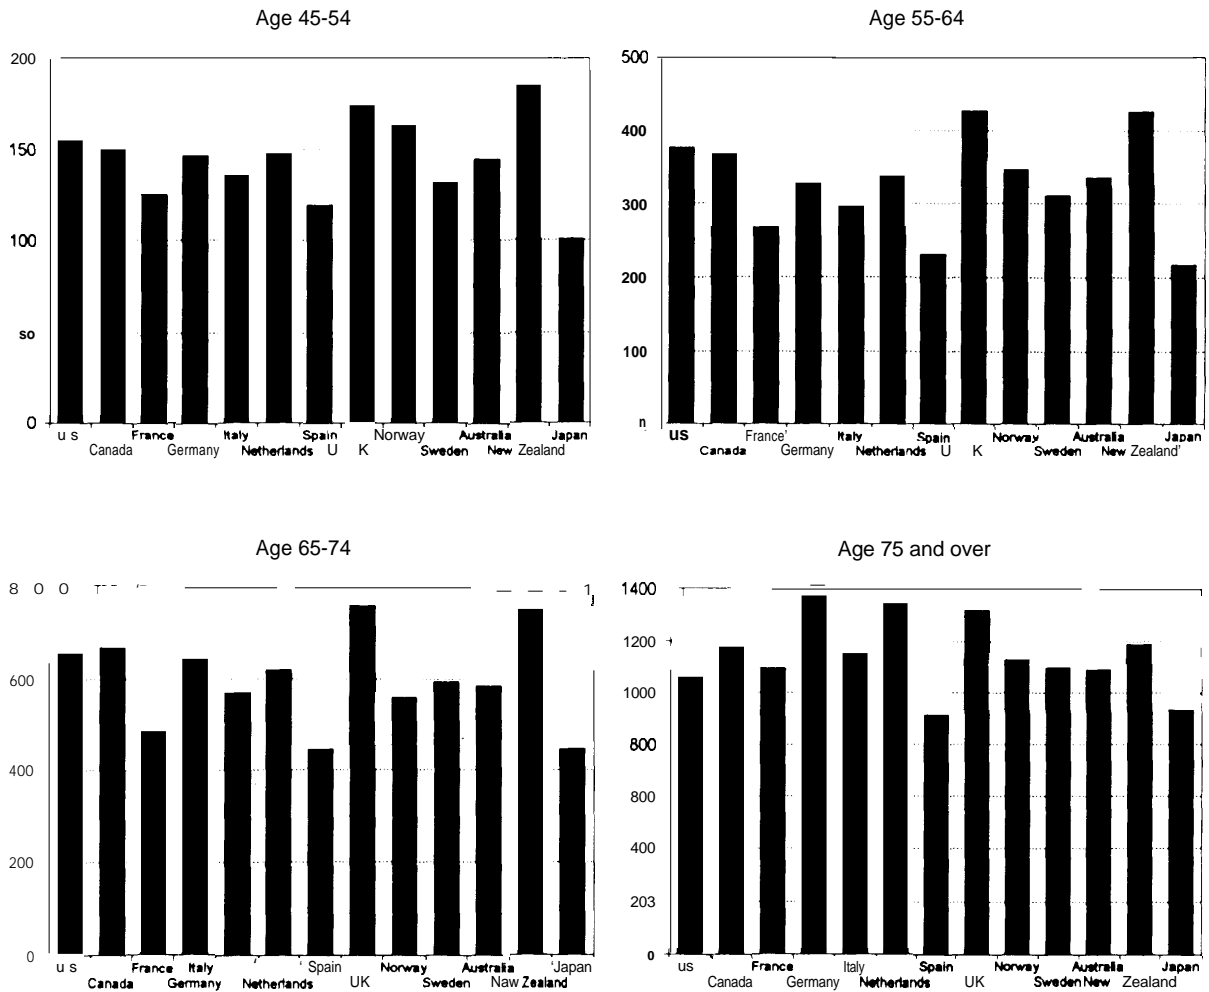 Age 45-54
200
150
100
so
0
u s France Italy Spain Norway Australia Japan
Canada Germany Netherlands U K Sweden New Zealand
Age 55-64
500
400
300
200
100
n
us France' Italy Spain Norway Australia Japan
Canada Germany Netherlands U K Sweden New Zealand'
Age 65-74
8 0 0
600
400
200
0
u s France Italy ' Spain Norway Australia 'Japan
Canada Germany Netherlands UK Sweden Naw Zealand
Age 75 and over
1400
1200
1000
800
800
400
203
0
us France Italy Spain Norway Australia Japan
Canada Germany Netherlands UK Sweden New Zealand